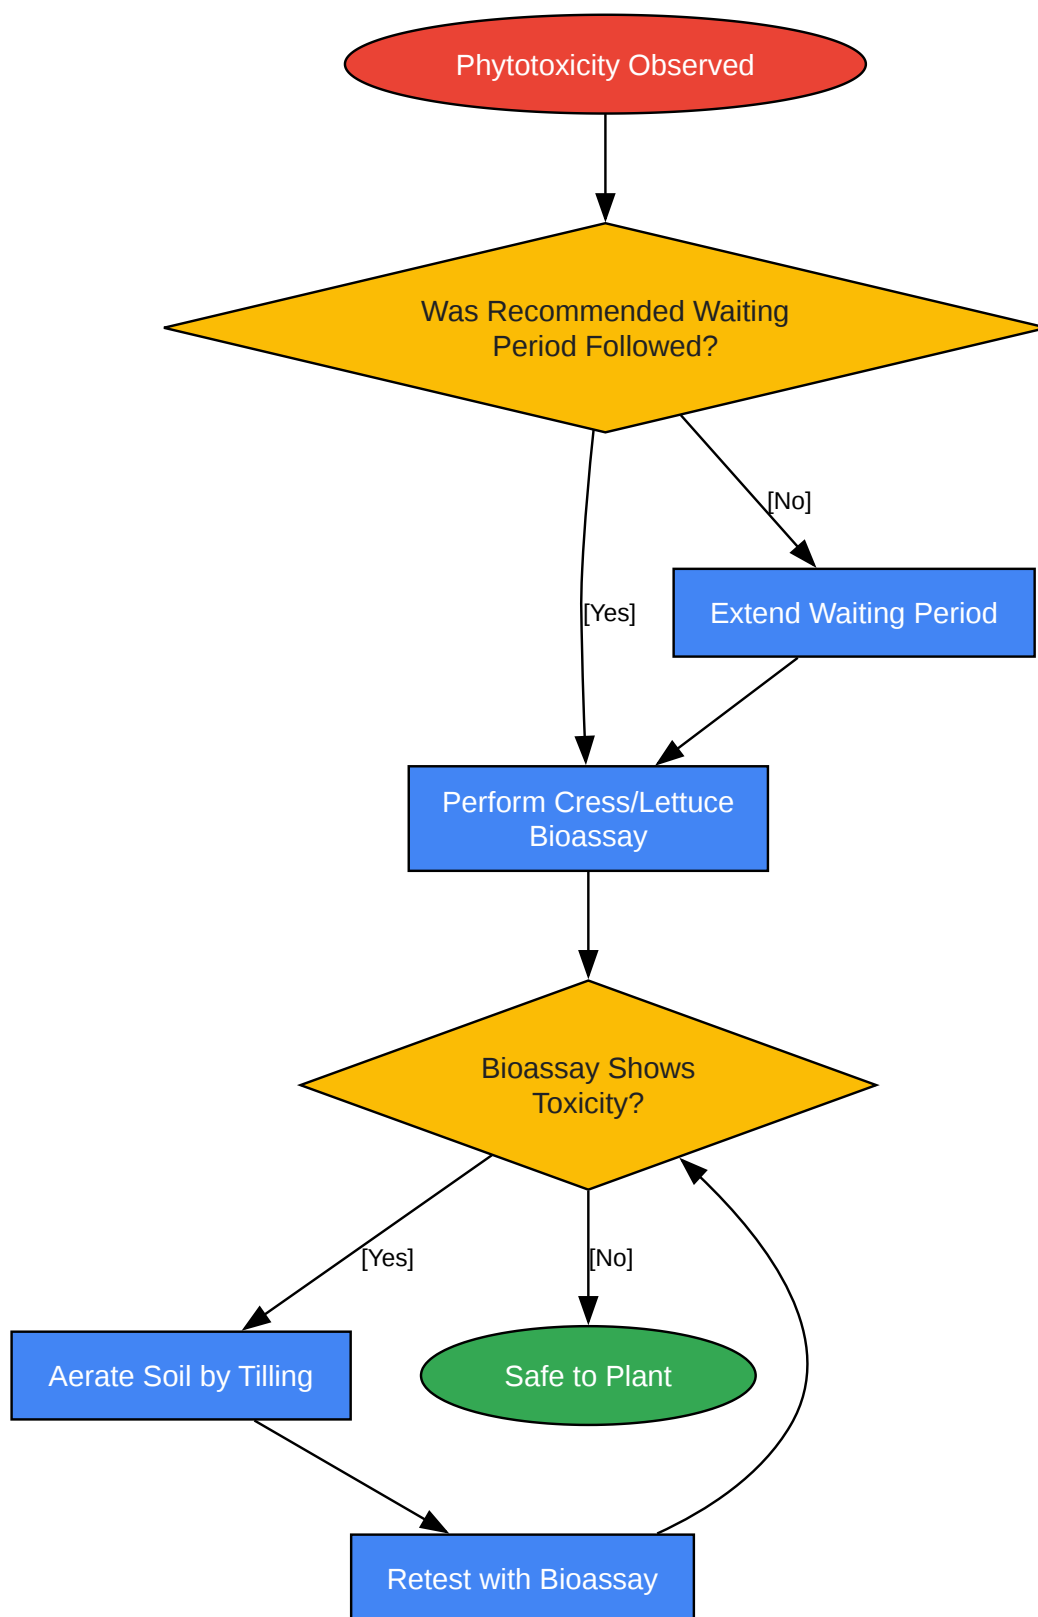 Phytotoxicity Observed
Was Recommended Waiting
Period Followed?
[No]
[Yes]
Extend Waiting Period
Perform Cress/Lettuce
Bioassay
Bioassay Shows
Toxicity?
[Yes]
[No]
Aerate Soil by Tilling
Safe to Plant
Retest with Bioassay